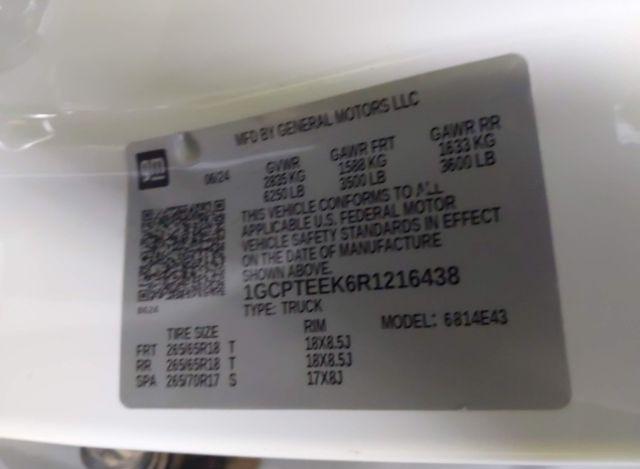 MFD BY GENERAL MOTORS LLC
gm
06/24
GVWR GAWR FRT GAWR RR
2835 KG 1588 KG 1633 KG
6250 LB 3500 LB 3600 LB
THIS VEHICLE CONFORMS TO ALL
APPLICABLE U.S. FEDERAL MOTOR
VEHICLE SAFETY STANDARDS IN EFFECT
ON THE DATE OF MANUFACTURE
SHOWN ABOVE.
1GCPTEEK6R1216438
TYPE: TRUCK
MODEL: 6814E43
TIRE SIZE RIM
FRT 265/65R18 T 18X8.5J
RR 265/65R18 T 18X8.5J
SPA 265/70R17 S 17X8J